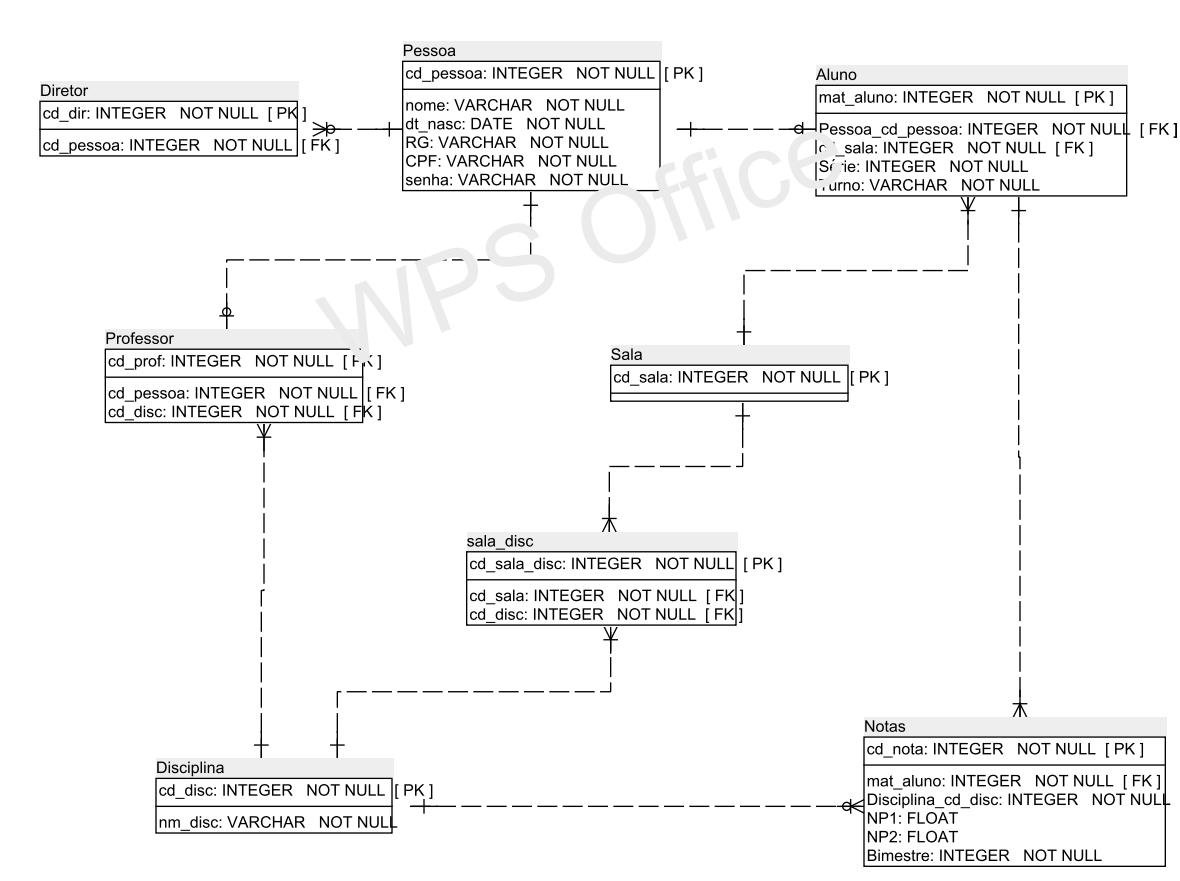 Pessoa
cd_pessoa: INTEGER NOT NULL [ PK ]
nome: VARCHAR NOT NULL
dt_nasc: DATE NOT NULL
RG: VARCHAR NOT NULL
CPF: VARCHAR NOT NULL
senha: VARCHAR NOT NULL
Diretor
cd_dir: INTEGER NOT NULL [ PK ]
cd_pessoa: INTEGER NOT NULL [ FK ]
Aluno
mat_aluno: INTEGER NOT NULL [ PK ]
Pessoa_cd_pessoa: INTEGER NOT NULL [ FK ]
cd_sala: INTEGER NOT NULL [ FK ]
Série: INTEGER NOT NULL
Turno: VARCHAR NOT NULL
WPS Office
Professor
cd_prof: INTEGER NOT NULL [ PK ]
cd_pessoa: INTEGER NOT NULL [ FK ]
cd_disc: INTEGER NOT NULL [ FK ]
Sala
cd_sala: INTEGER NOT NULL [ PK ]
sala_disc
cd_sala_disc: INTEGER NOT NULL [ PK ]
cd_sala: INTEGER NOT NULL [ FK ]
cd_disc: INTEGER NOT NULL [ FK ]
Disciplina
cd_disc: INTEGER NOT NULL [ PK ]
nm_disc: VARCHAR NOT NULL
Notas
cd_nota: INTEGER NOT NULL [ PK ]
mat_aluno: INTEGER NOT NULL [ FK ]
Disciplina_cd_disc: INTEGER NOT NULL
NP1: FLOAT
NP2: FLOAT
Bimestre: INTEGER NOT NULL